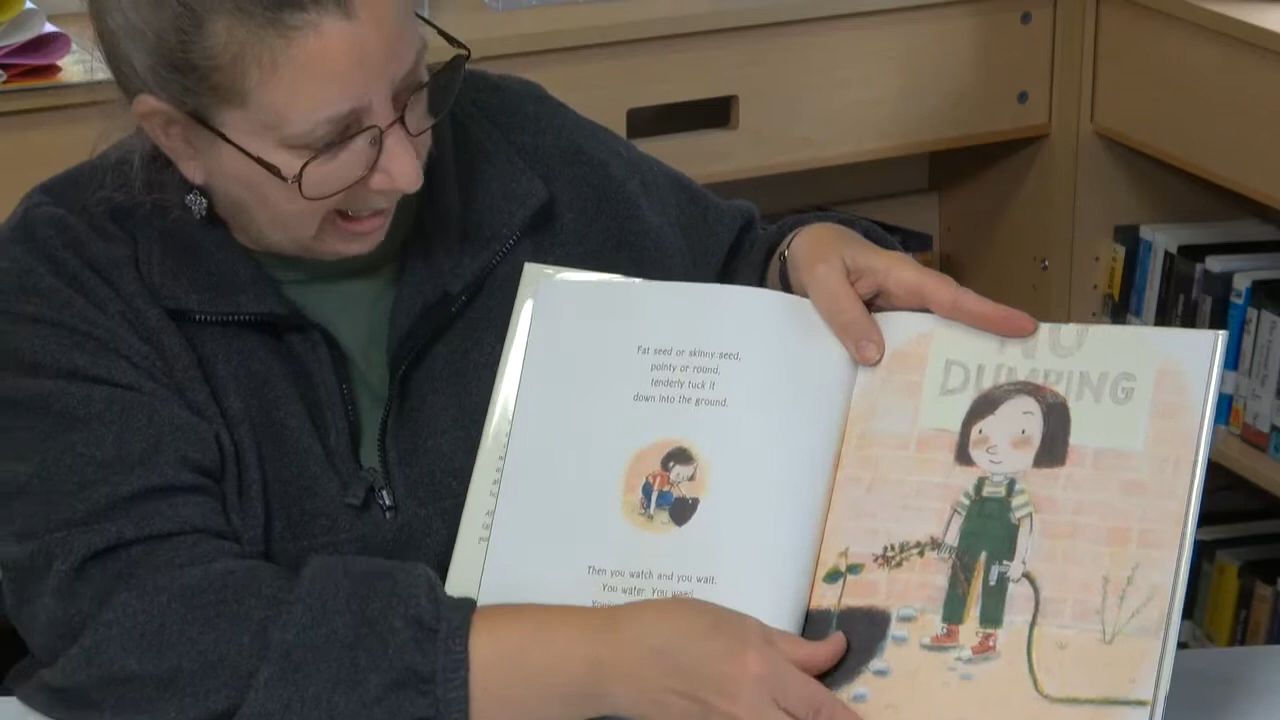 Fat seed or skinny seed,
pointy or round,
tenderly tuck it
down into the ground.
Then you watch and you wait.
You water. You weed.
NO
DUMPING